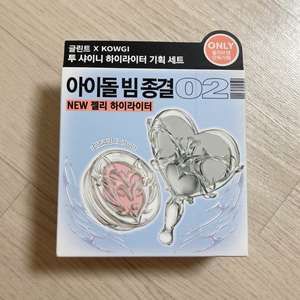 글린트 X KOWGI
투 샤이니 하이라이터 기획 세트
ONLY
아이돌 빔 종결 02
NEW 젤리 하이라이터